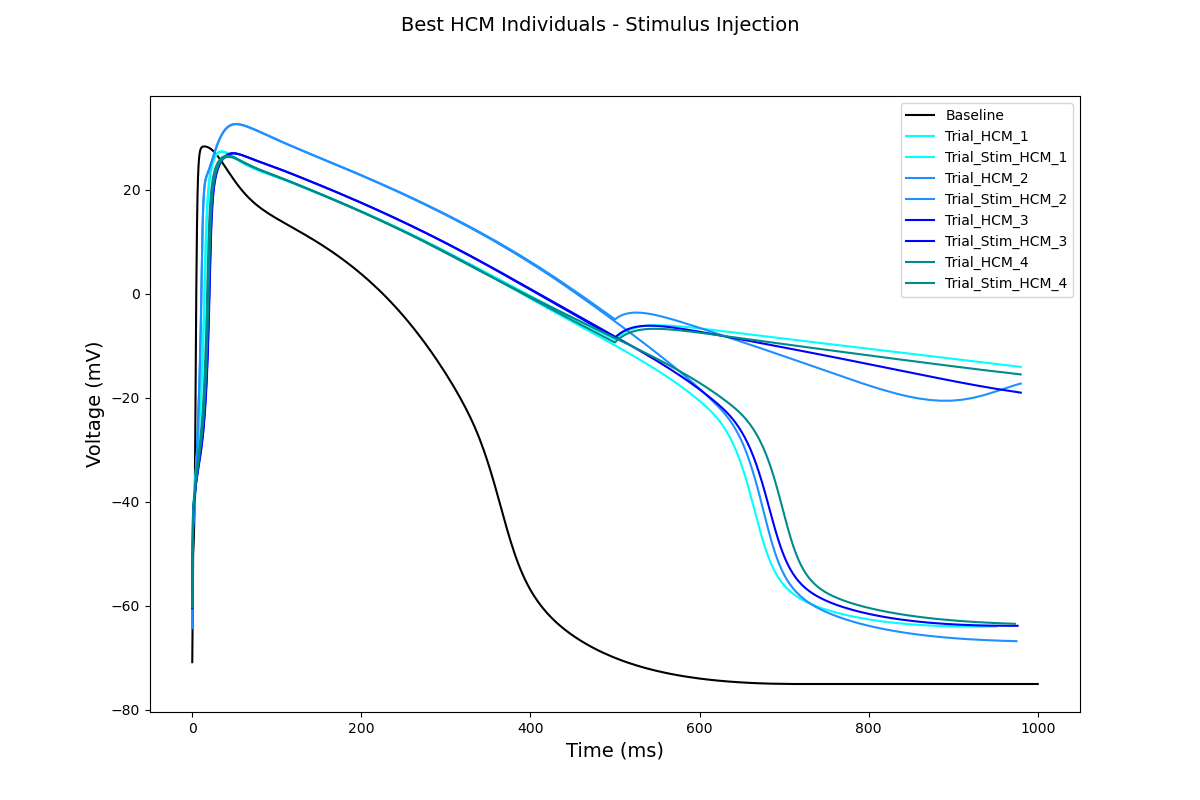 Best HCM Individuals - Stimulus Injection
Baseline
Trial_HCM_1
Trial_Stim_HCM_1
Trial_HCM_2
Trial_Stim_HCM_2
Trial_HCM_3
Trial_Stim_HCM_3
Trial_HCM_4
Trial_Stim_HCM_4
Voltage (mV)
20
0
−20
−40
−60
−80
0 200 400 600 800 1000
Time (ms)